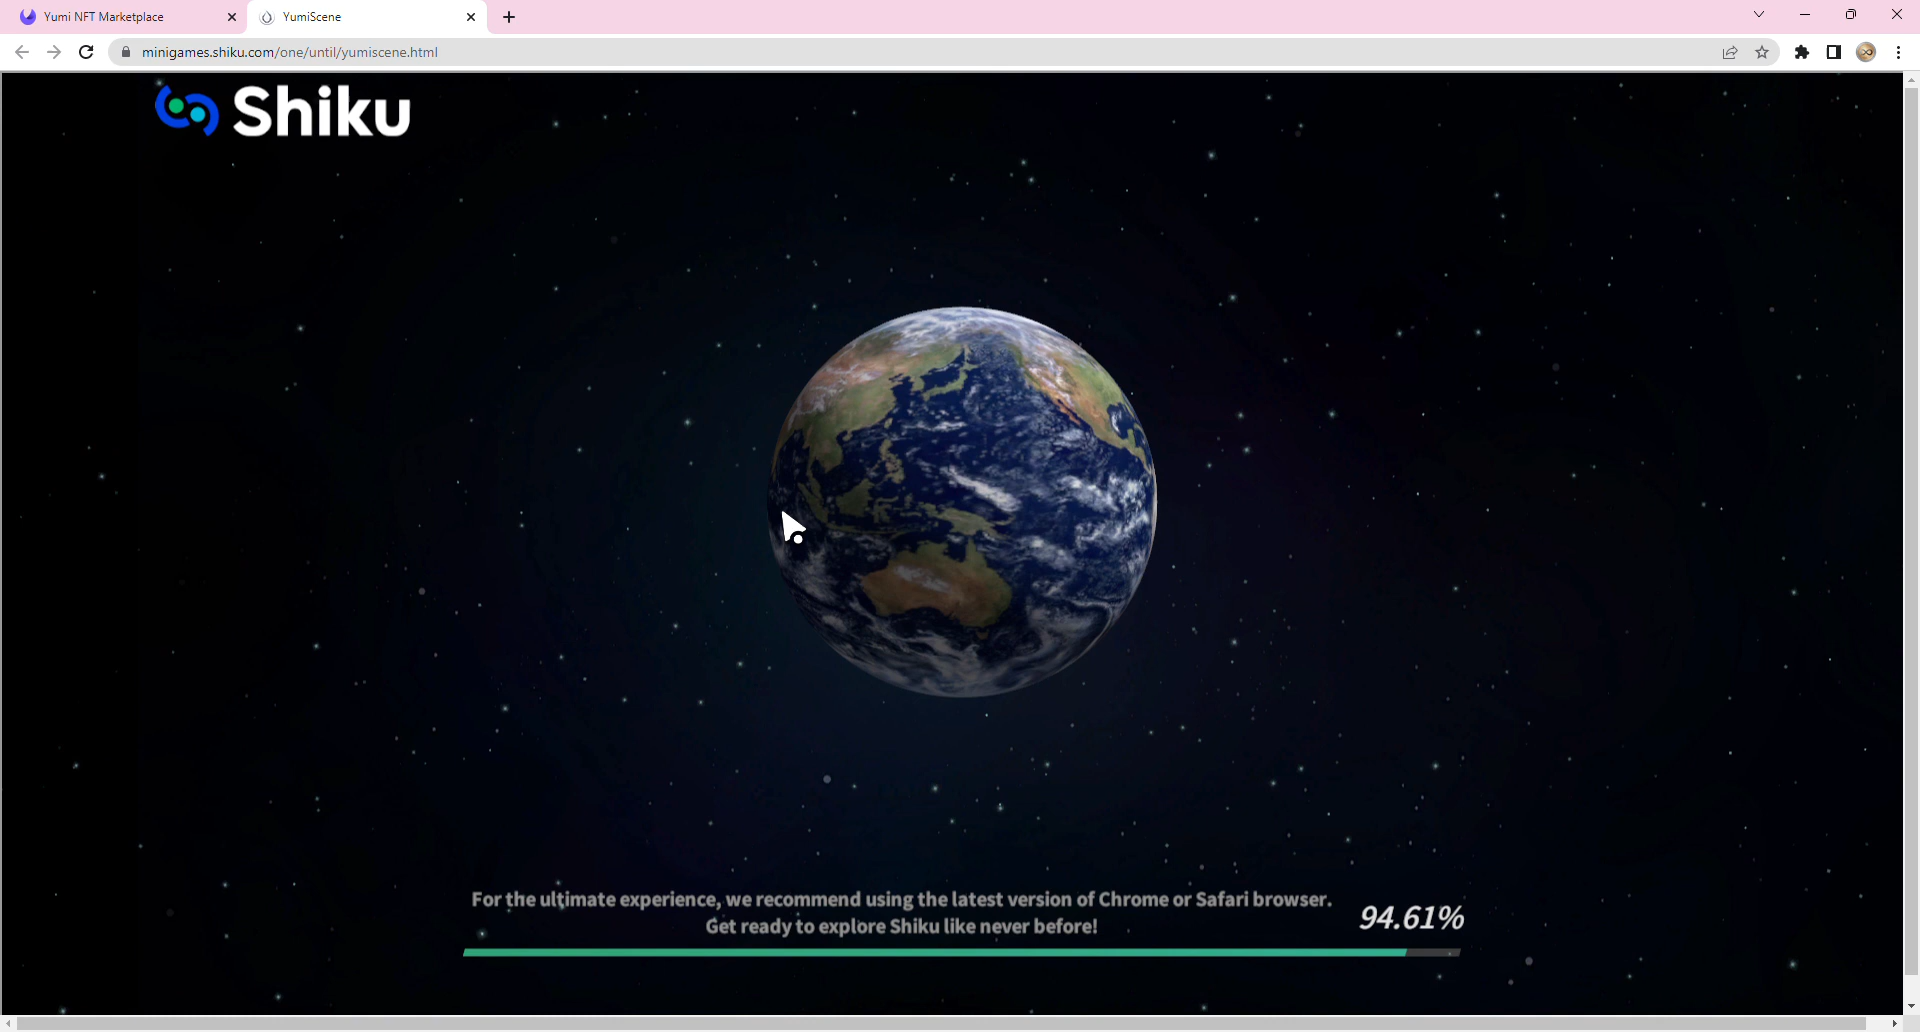 Yumi NFT Marketplace
YumiScene
minigames.shiku.com/one/until/yumiscene.html
Shiku
For the ultimate experience, we recommend using the latest version of Chrome or Safari browser.
Get ready to explore Shiku like never before!
94.61%